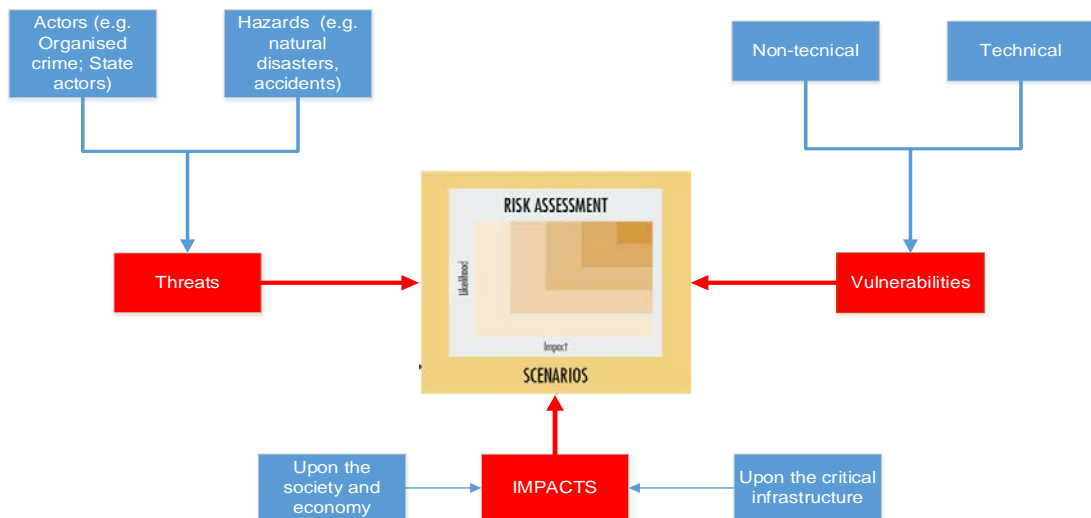 Actors (e.g.
Organised
crime; State
actors)
Hazards (e.g.
natural
disasters,
accidents)
Non-tecnical
Technical
RISK ASSESSMENT
Likelihood
Impact
SCENARIOS
Threats
Vulnerabilities
Upon the
society and
economy
IMPACTS
Upon the critical
infrastructure